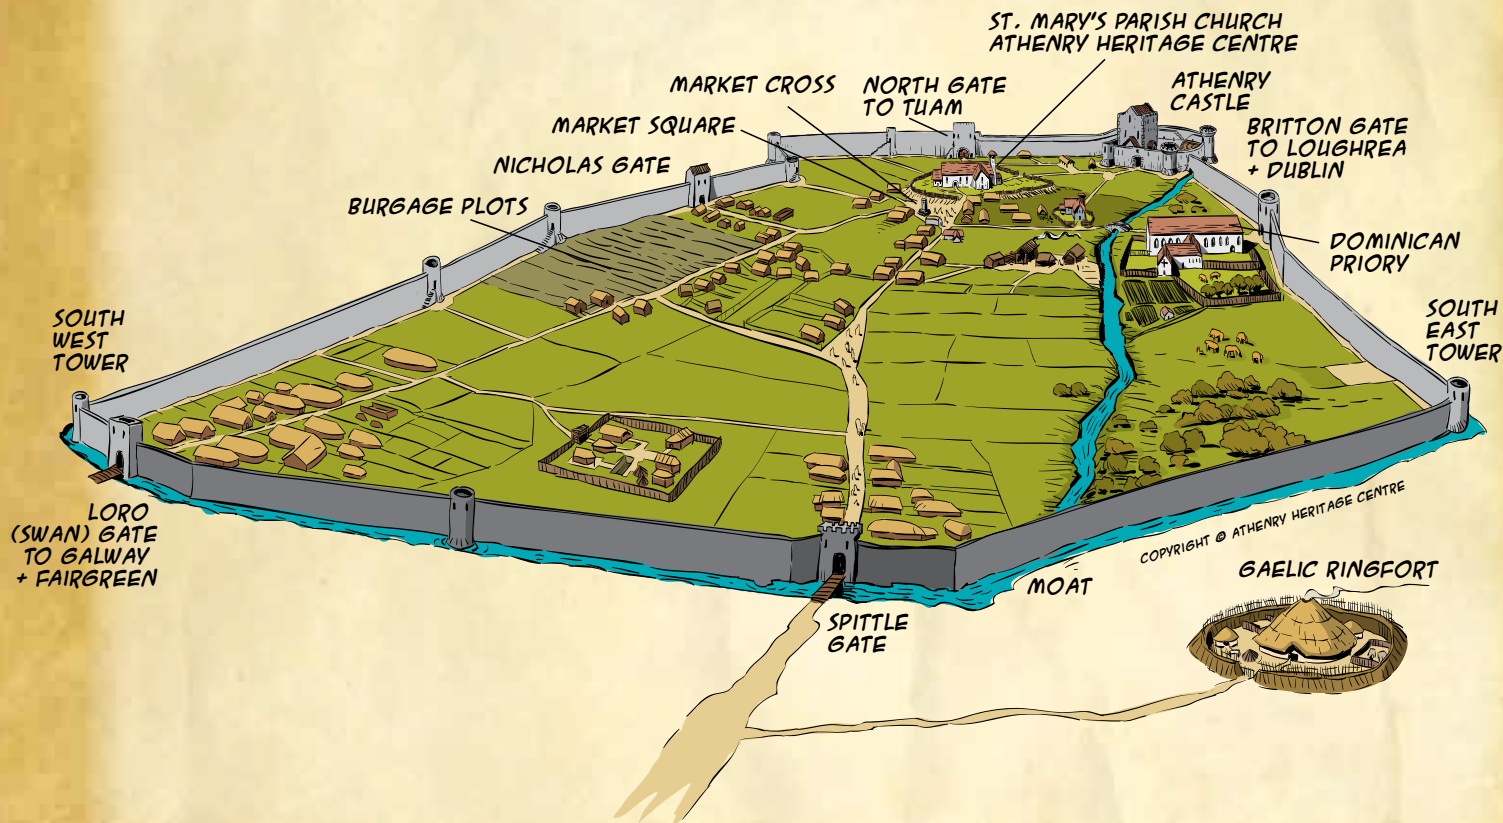 ST. MARY'S PARISH CHURCH
ATHENRY HERITAGE CENTRE
MARKET CROSS
NORTH GATE
TO TUAM
ATHENRY
CASTLE
MARKET SQUARE
BRITTON GATE
TO LOUGHREA
+ DUBLIN
NICHOLAS GATE
BURGAGE PLOTS
DOMINICAN
PRIORY
SOUTH
WEST
TOWER
SOUTH
EAST
TOWER
LORO
(SWAN) GATE
TO GALWAY
+ FAIRGREEN
COPYRIGHT © ATHENRY HERITAGE CENTRE
MOAT
GAELIC RINGFORT
SPITTLE
GATE